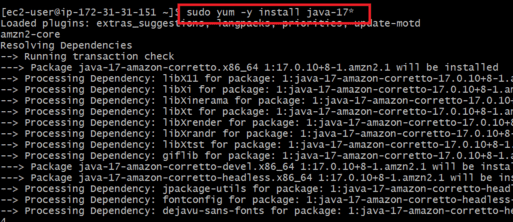 [ec2-user@ip-172-31-31-151 ~]$ sudo yum -y install java-17*
Loaded plugins: extras_suggestions, langpacks, priorities, update-motd
amzn2-core
Resolving Dependencies
--> Running transaction check
---> Package java-17-amazon-corretto.x86_64 1:17.0.10+8-1.amzn2.1 will be installed
--> Processing Dependency: libX11 for package: 1:java-17-amazon-corretto-17.0.10+8-1.am
--> Processing Dependency: libXi for package: 1:java-17-amazon-corretto-17.0.10+8-1.amz
--> Processing Dependency: libXinerama for package: 1:java-17-amazon-corretto-17.0.10+
--> Processing Dependency: libXt for package: 1:java-17-amazon-corretto-17.0.10+8-1.amz
--> Processing Dependency: libXrender for package: 1:java-17-amazon-corretto-17.0.10+8
--> Processing Dependency: libXrandr for package: 1:java-17-amazon-corretto-17.0.10+8-
--> Processing Dependency: libXtst for package: 1:java-17-amazon-corretto-17.0.10+8-1.
--> Processing Dependency: giflib for package: 1:java-17-amazon-corretto-17.0.10+8-1.am
---> Package java-17-amazon-corretto-devel.x86_64 1:17.0.10+8-1.amzn2.1 will be instal
---> Package java-17-amazon-corretto-headless.x86_64 1:17.0.10+8-1.amzn2.1 will be ins
--> Processing Dependency: jpackage-utils for package: 1:java-17-amazon-corretto-headl
--> Processing Dependency: fontconfig for package: 1:java-17-amazon-corretto-headless-
--> Processing Dependency: dejavu-sans-fonts for package: 1:java-17-amazon-corretto-he